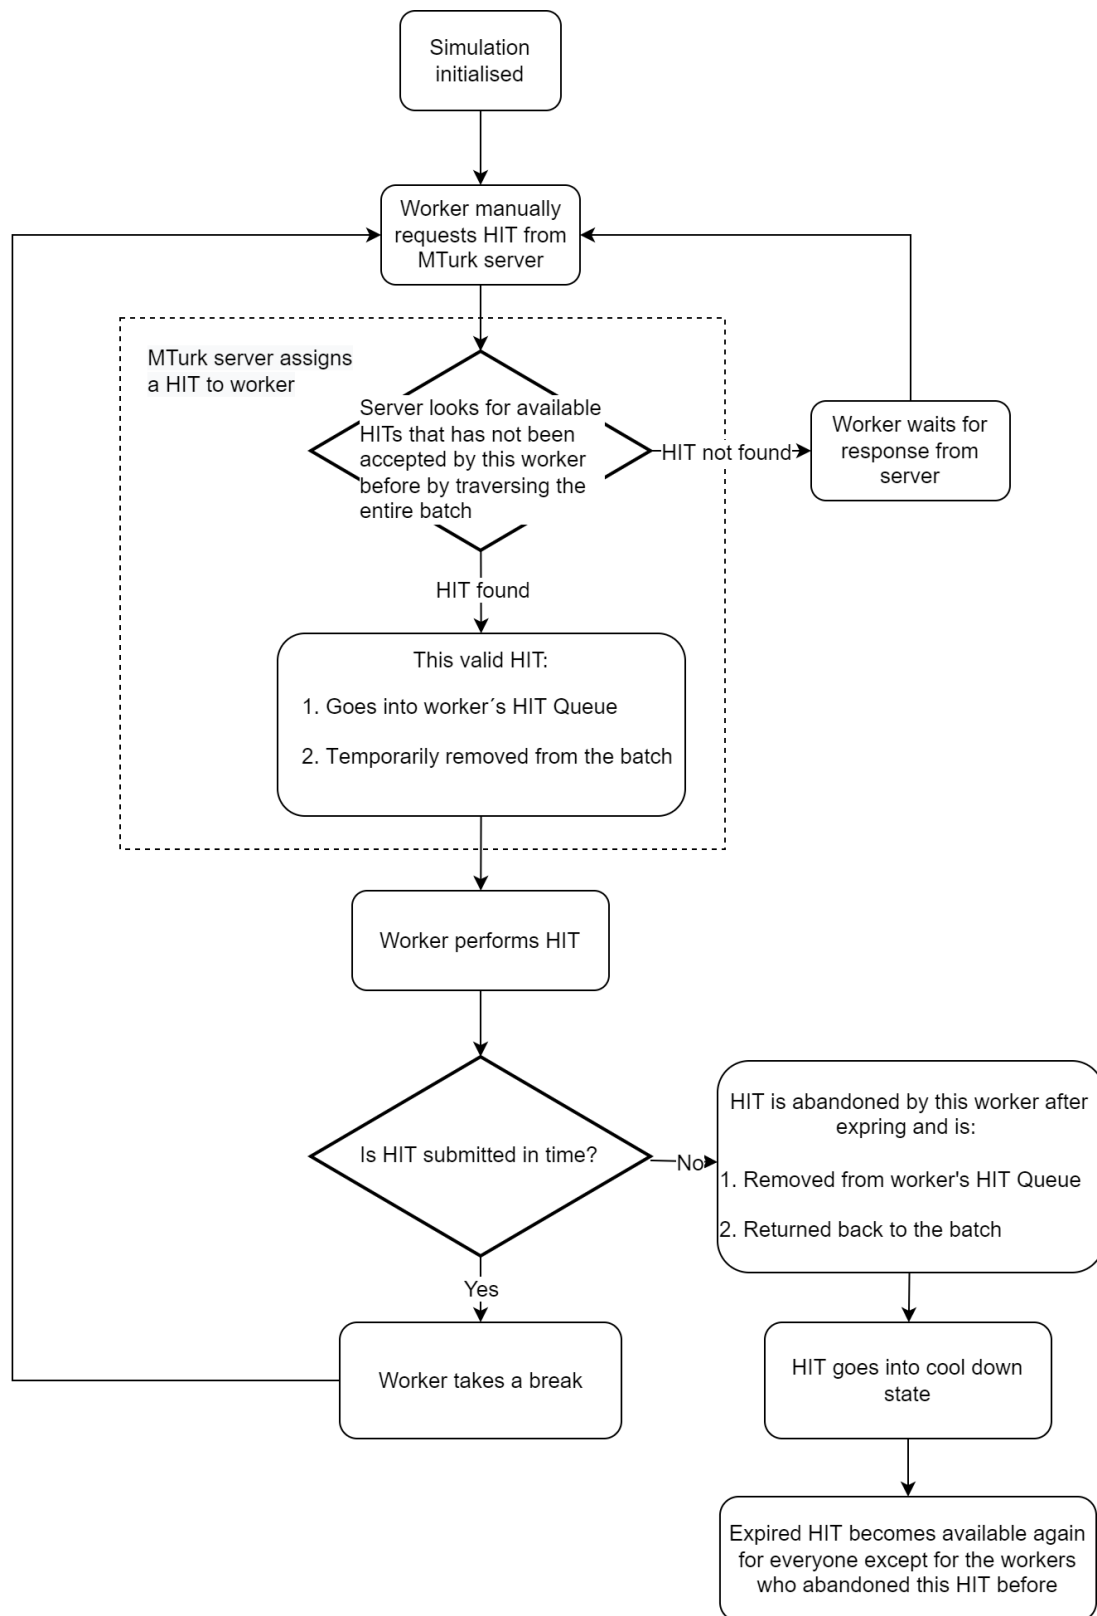 Simulation
initialised
Worker manually
requests HIT from
MTurk server
MTurk server assigns
a HIT to worker
Server looks for available
HITs that has not been
accepted by this worker
before by traversing the
entire batch
HIT not found
Worker waits for
response from
server
HIT found
This valid HIT:
1. Goes into worker´s HIT Queue
2. Temporarily removed from the batch
Worker performs HIT
Is HIT submitted in time?
No
HIT is abandoned by this worker after
expring and is:
1. Removed from worker's HIT Queue
2. Returned back to the batch
Yes
Worker takes a break
HIT goes into cool down
state
Expired HIT becomes available again
for everyone except for the workers
who abandoned this HIT before